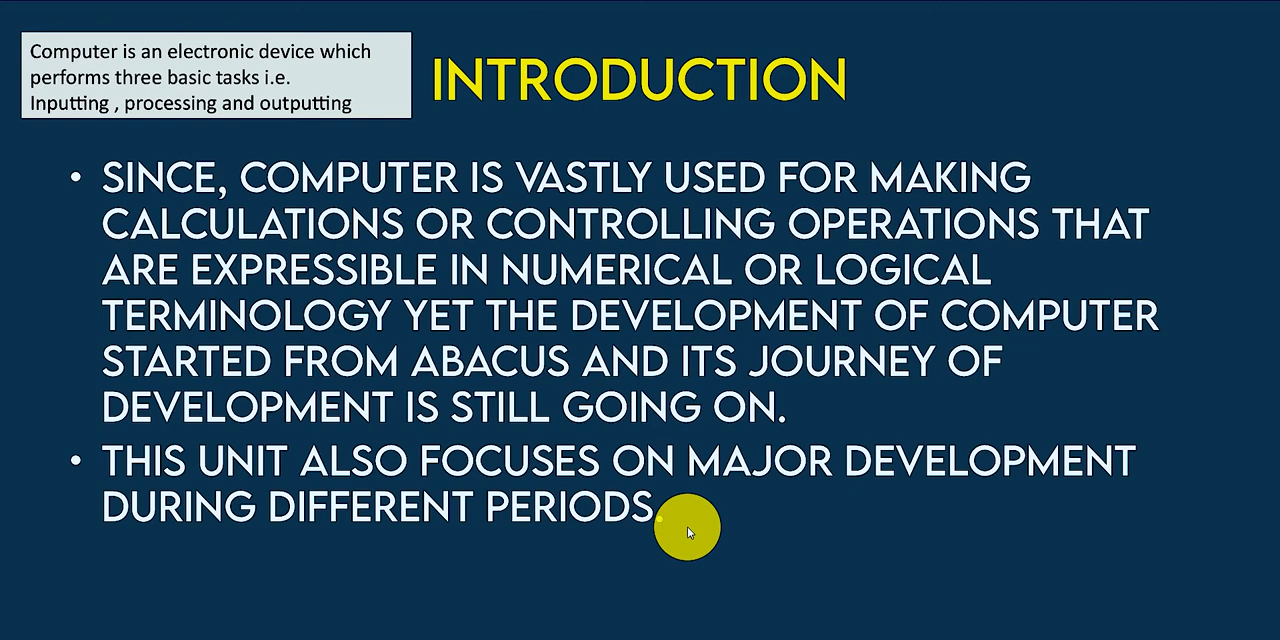 Computer is an electronic device which
performs three basic tasks i.e.
Inputting , processing and outputting
INTRODUCTION
• SINCE, COMPUTER IS VASTLY USED FOR MAKING
CALCULATIONS OR CONTROLLING OPERATIONS THAT
ARE EXPRESSIBLE IN NUMERICAL OR LOGICAL
TERMINOLOGY YET THE DEVELOPMENT OF COMPUTER
STARTED FROM ABACUS AND ITS JOURNEY OF
DEVELOPMENT IS STILL GOING ON.
• THIS UNIT ALSO FOCUSES ON MAJOR DEVELOPMENT
DURING DIFFERENT PERIODS.